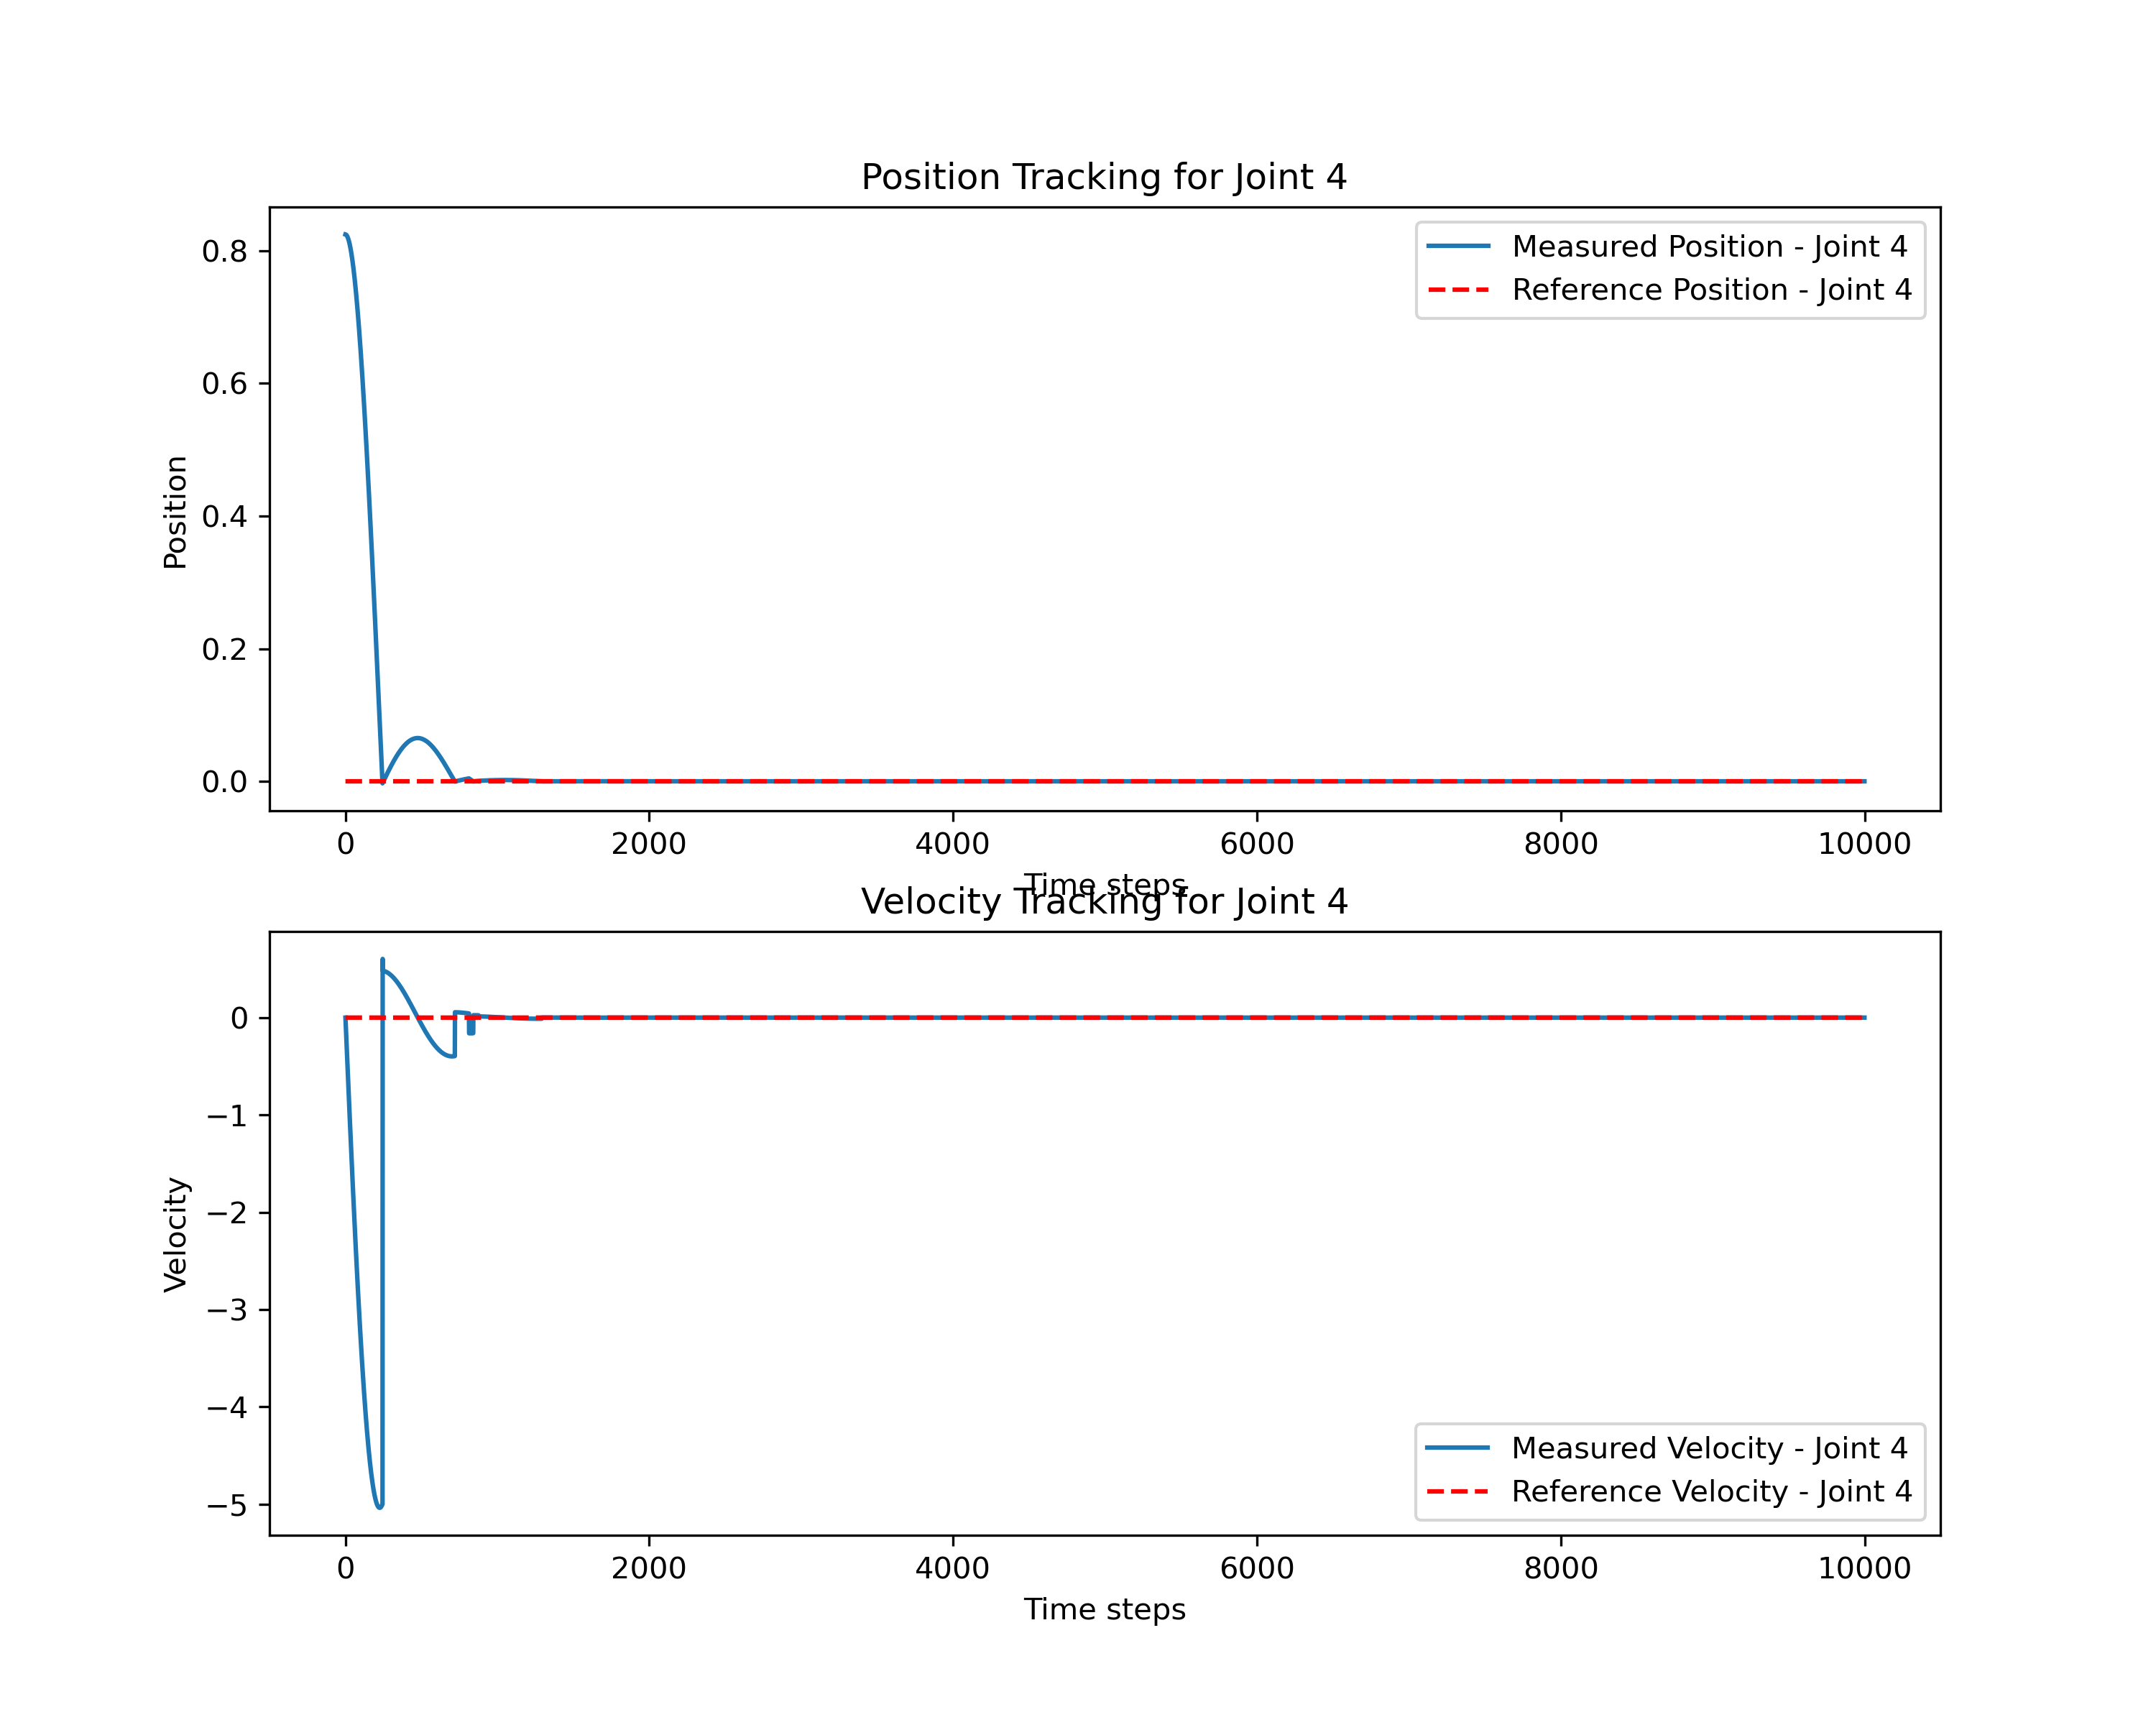 Position Tracking for Joint 4
Measured Position - Joint 4
Reference Position - Joint 4
0.8
0.6
0.4
0.2
0.0
Position
0 2000 4000 6000 8000 10000
Time steps
Velocity Tracking for Joint 4
0
−1
−2
−3
−4
−5
Velocity
Measured Velocity - Joint 4
Reference Velocity - Joint 4
0 2000 4000 6000 8000 10000
Time steps